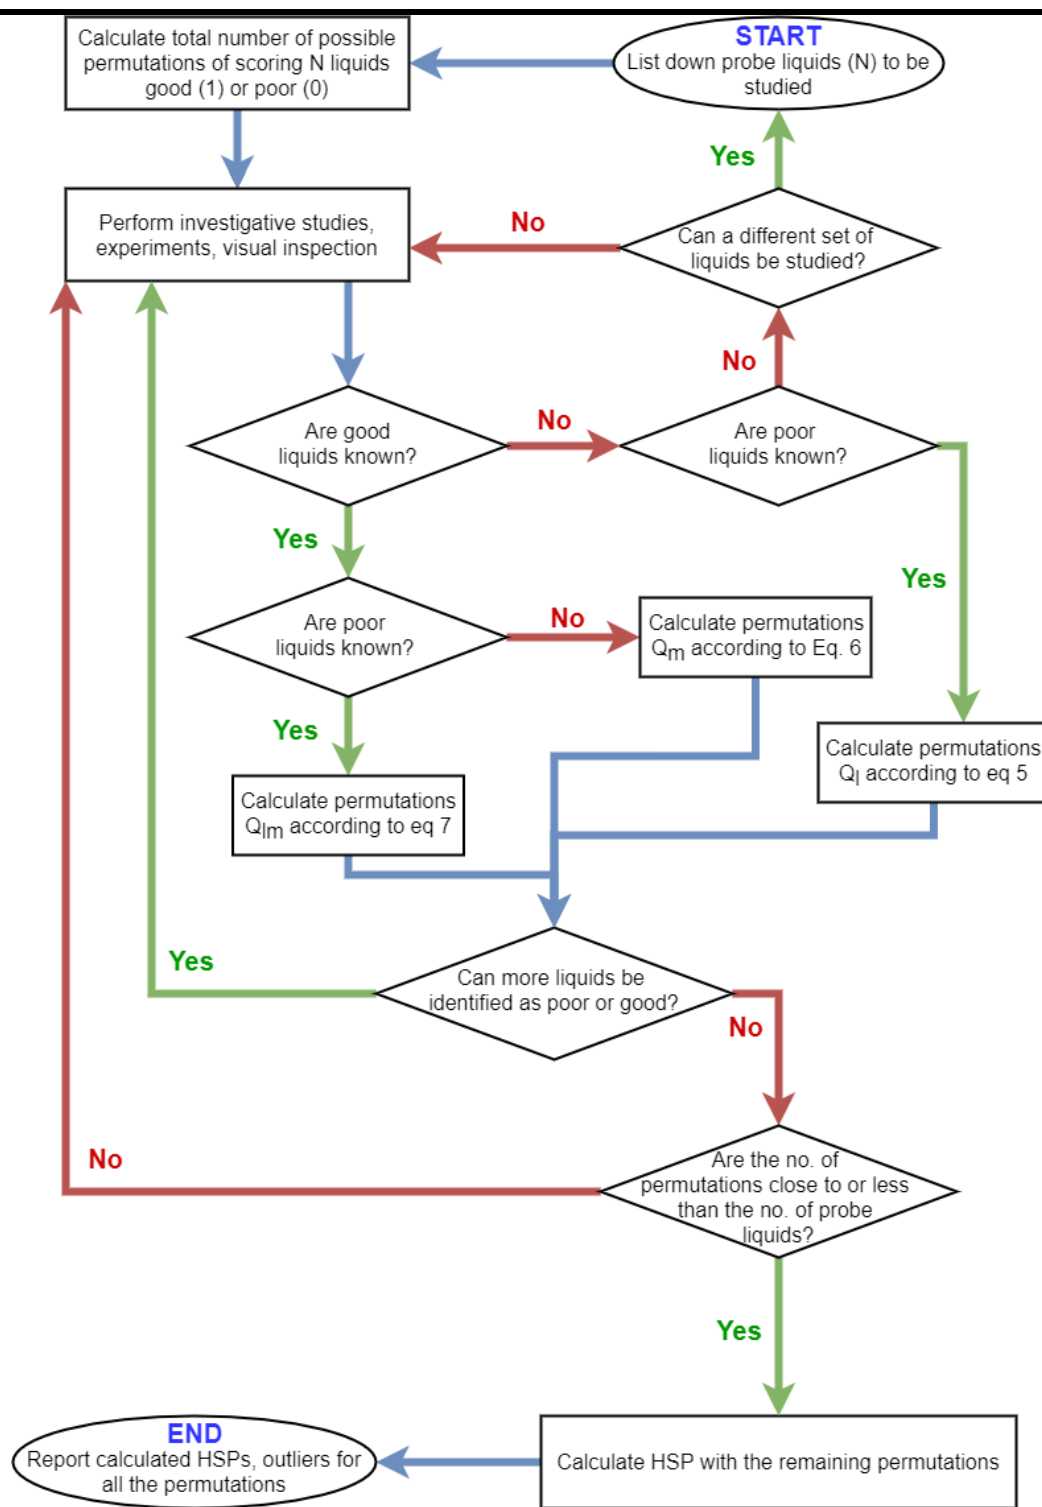 START
List down probe liquids (N) to be
studied
Calculate total number of possible
permutations of scoring N liquids
good (1) or poor (0)
Yes
Perform investigative studies,
experiments, visual inspection
No
Can a different set of
liquids be studied?
No
Are good
liquids known?
No
Are poor
liquids known?
Yes
Yes
Are poor
liquids known?
No
Calculate permutations
Qm according to Eq. 6
Yes
Calculate permutations
Ql according to eq 5
Calculate permutations
Qlm according to eq 7
Yes
Can more liquids be
identified as poor or good?
No
No
Are the no. of
permutations close to or less
than the no. of probe
liquids?
Yes
Calculate HSP with the remaining permutations
END
Report calculated HSPs, outliers for
all the permutations